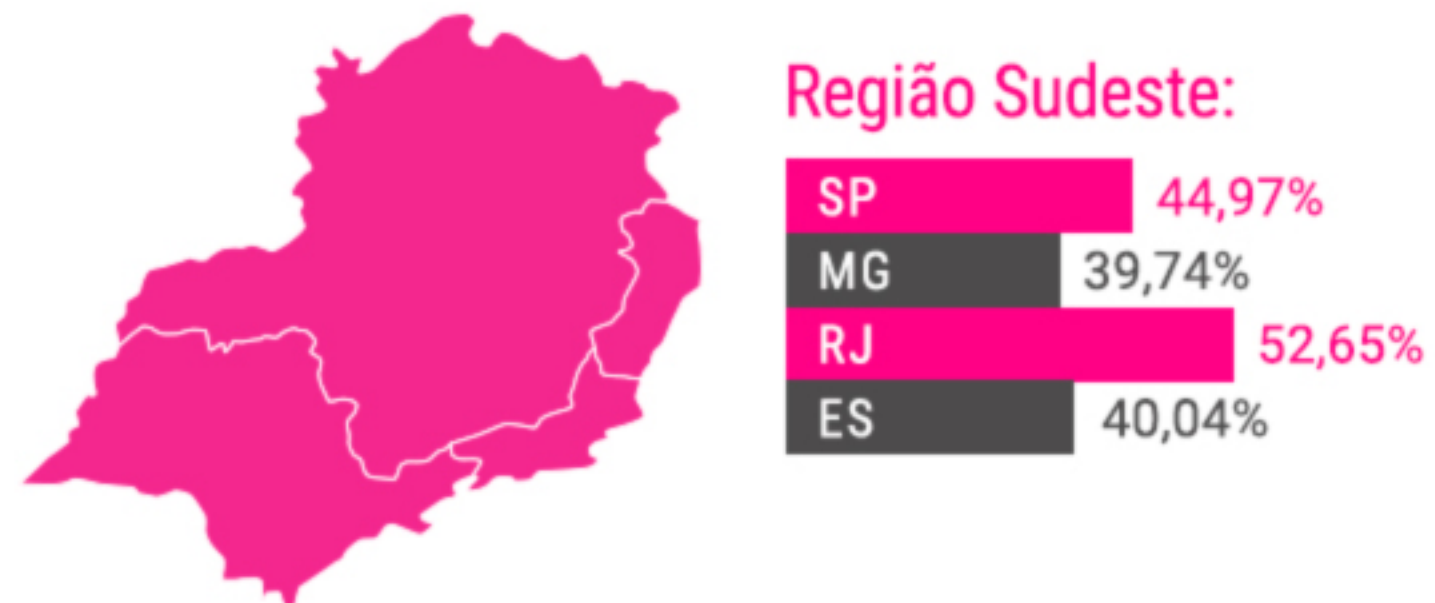 Região Sudeste:
SP 44,97%
MG 39,74%
RJ 52,65%
ES 40,04%